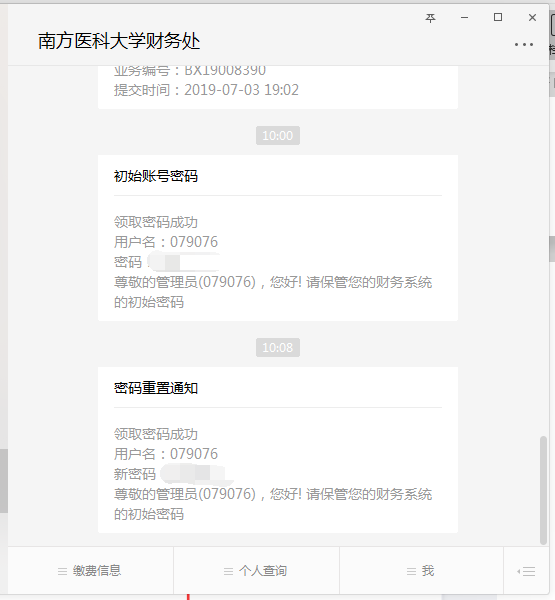 南方医科大学财务处
业务编号：BX19008390
提交时间：2019-07-03 19:02
10:00
初始账号密码
领取密码成功
用户名：079076
密码：
尊敬的管理员(079076)，您好! 请保管您的财务系统
的初始密码
10:08
密码重置通知
领取密码成功
用户名：079076
新密码
尊敬的管理员(079076)，您好! 请保管您的财务系统
的初始密码
缴费信息
个人查询
我